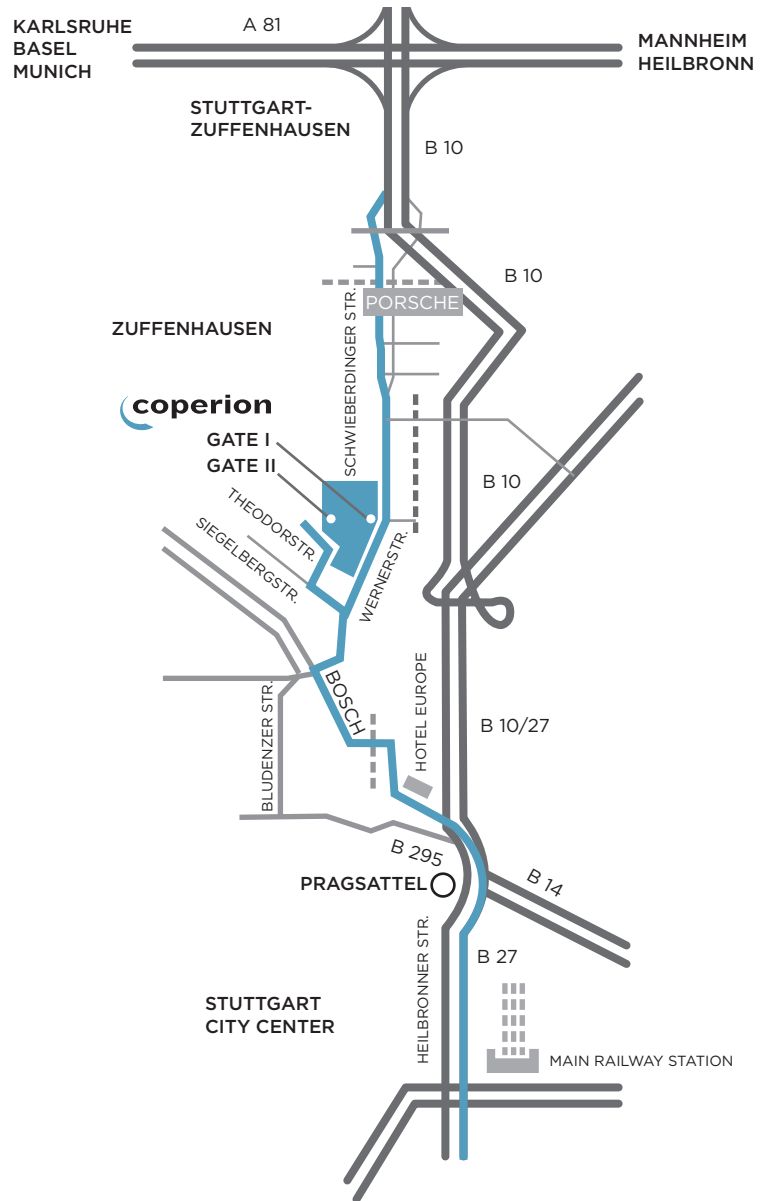 KARLSRUHE
BASEL
MUNICH
A 81
MANNHEIM
HEILBRONN
STUTTGART-
ZUFFENHAUSEN
B 10
B 10
PORSCHE
ZUFFENHAUSEN
SCHWIEBERDINGER STR.
coperion
GATE I
GATE II
B 10
THEODORSTR.
SIEGELBERGSTR.
WERNERSTR.
BOSCH
BLUDENZER STR.
HOTEL EUROPE
B 10/27
B 295
PRAGSATTEL
B 14
HEILBRONNER STR.
B 27
STUTTGART
CITY CENTER
MAIN RAILWAY STATION